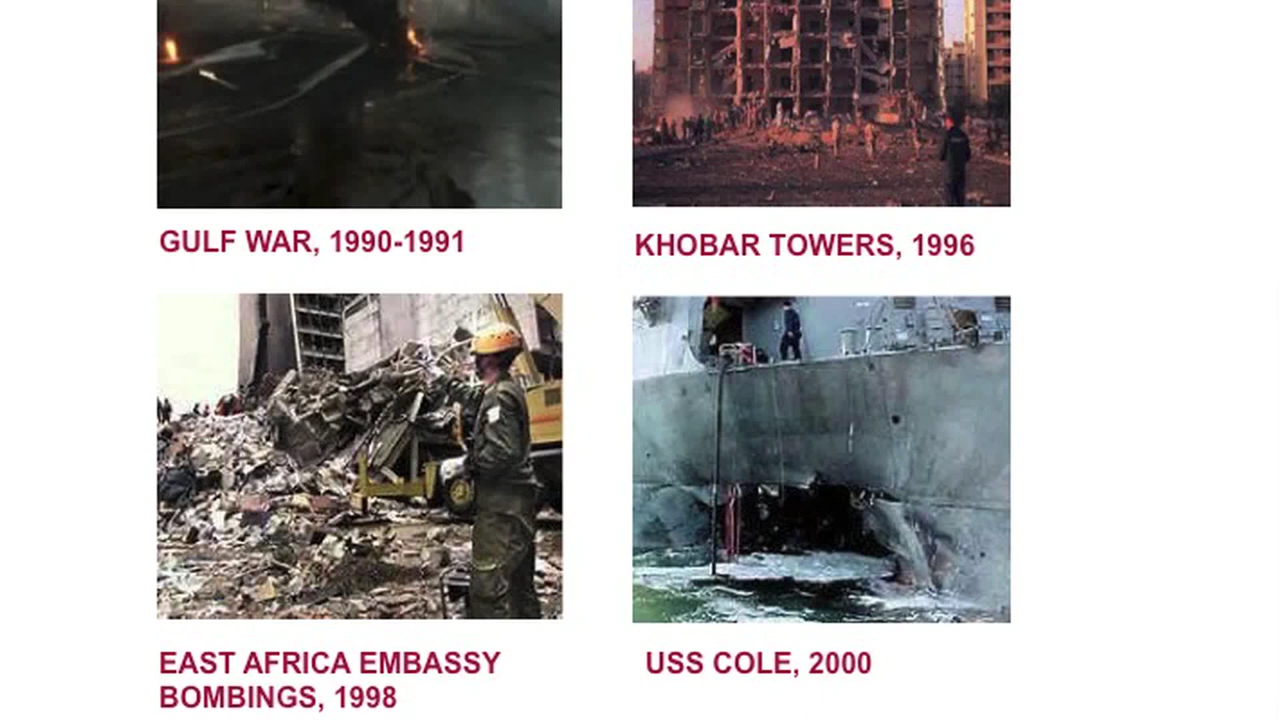 GULF WAR, 1990-1991
KHOBAR TOWERS, 1996
EAST AFRICA EMBASSY
BOMBINGS, 1998
USS COLE, 2000